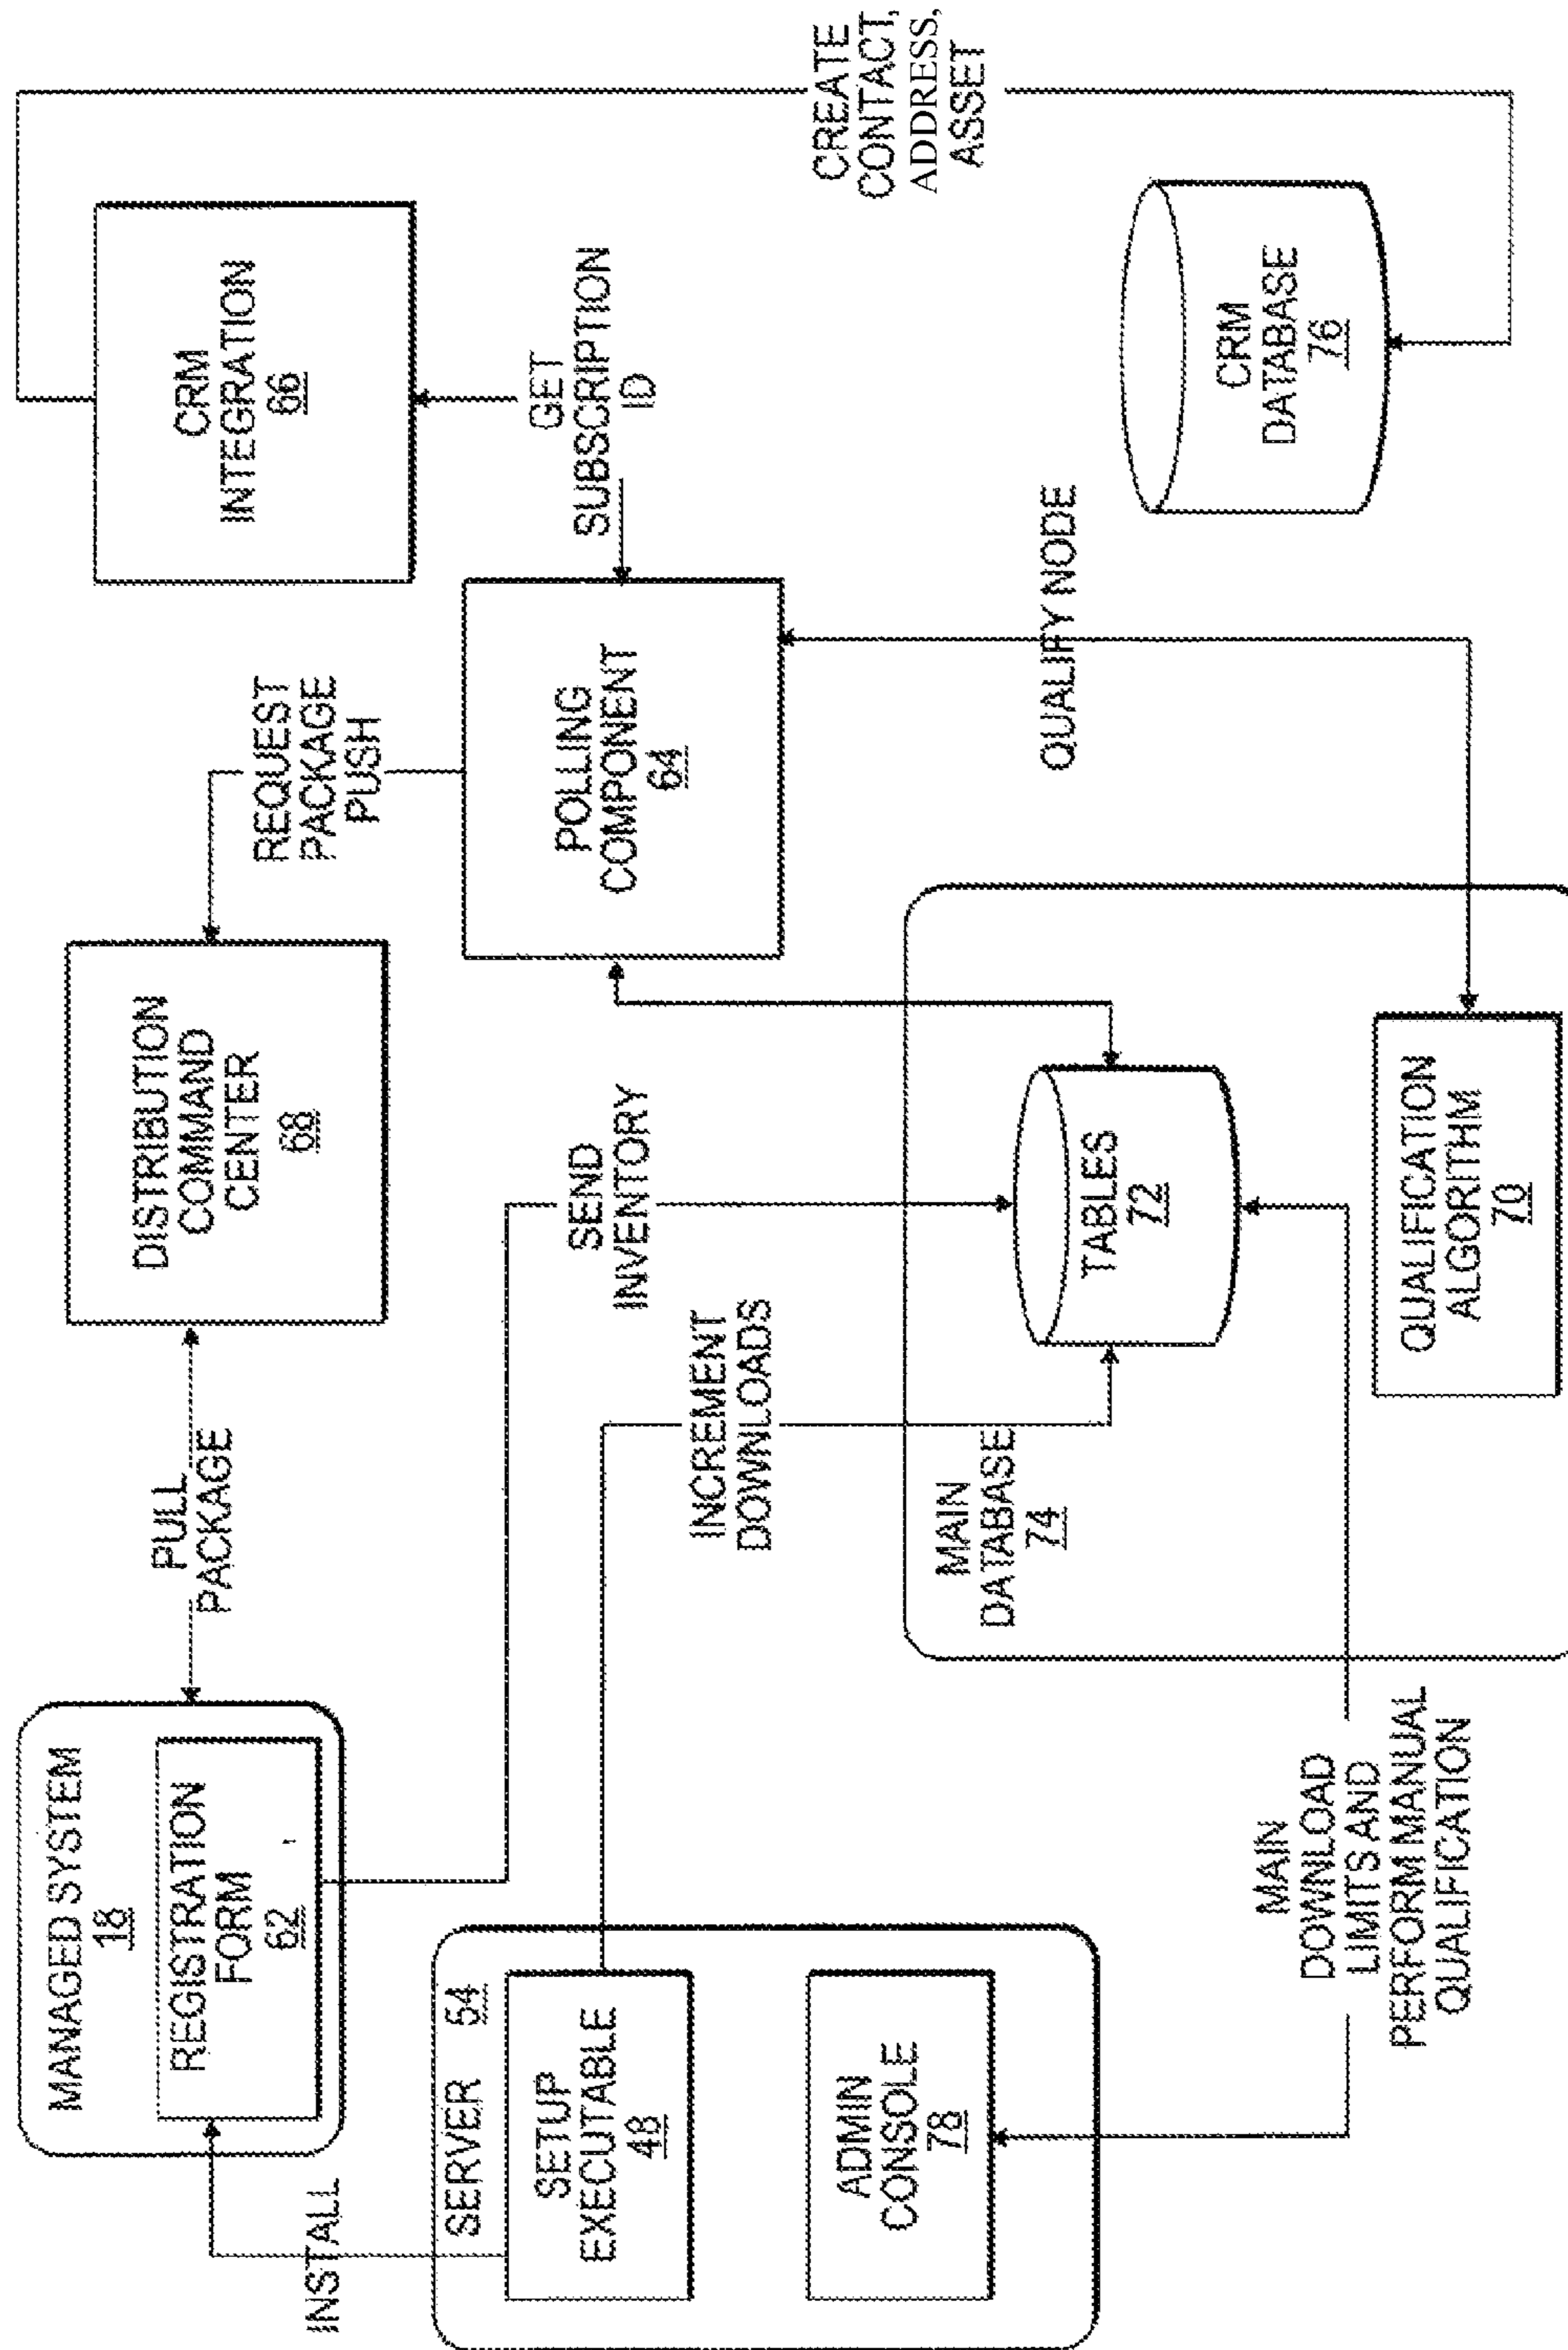 MANAGED SYSTEM
18
REGISTRATION
FORM
62
PULL
PACKAGE
DISTRIBUTION
COMMAND
CENTER
68
REQUEST
PACKAGE
PUSH
CRM
INTEGRATION
66
INSTALL
SERVER 54
SETUP
EXECUTABLE
48
ADMIN
CONSOLE
78
INCREMENT
DOWNLOADS
SEND
INVENTORY
POLLING
COMPONENT
64
GET
SUBSCRIPTION
ID
CREATE
CONTACT,
ADDRESS,
ASSET
MAIN
DATABASE
74
TABLES
72
QUALIFY NODE
CRM
DATABASE
76
MAIN
DOWNLOAD
LIMITS AND
PERFORM MANUAL
QUALIFICATION
QUALIFICATION
ALGORITHM
70